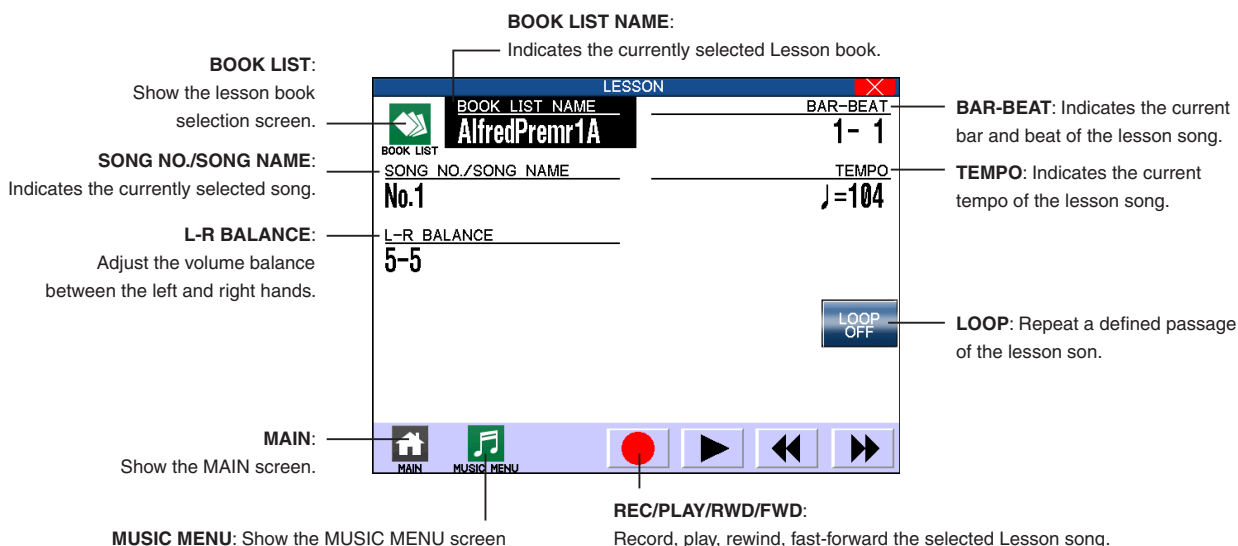 BOOK LIST NAME:
Indicates the currently selected Lesson book.
BOOK LIST:
Show the lesson book
selection screen.
SONG NO./SONG NAME:
Indicates the currently selected song.
L-R BALANCE:
Adjust the volume balance
between the left and right hands.
LESSON
BOOK LIST
BOOK LIST NAME
AlfredPremr1A
BAR-BEAT
1- 1
SONG NO./SONG NAME
No.1
TEMPO
♩=104
L-R BALANCE
5-5
LOOP
OFF
MAIN
MUSIC MENU
BAR-BEAT: Indicates the current
bar and beat of the lesson song.
TEMPO: Indicates the current
tempo of the lesson song.
LOOP: Repeat a defined passage
of the lesson son.
MAIN:
Show the MAIN screen.
MUSIC MENU: Show the MUSIC MENU screen
REC/PLAY/RWD/FWD:
Record, play, rewind, fast-forward the selected Lesson song.